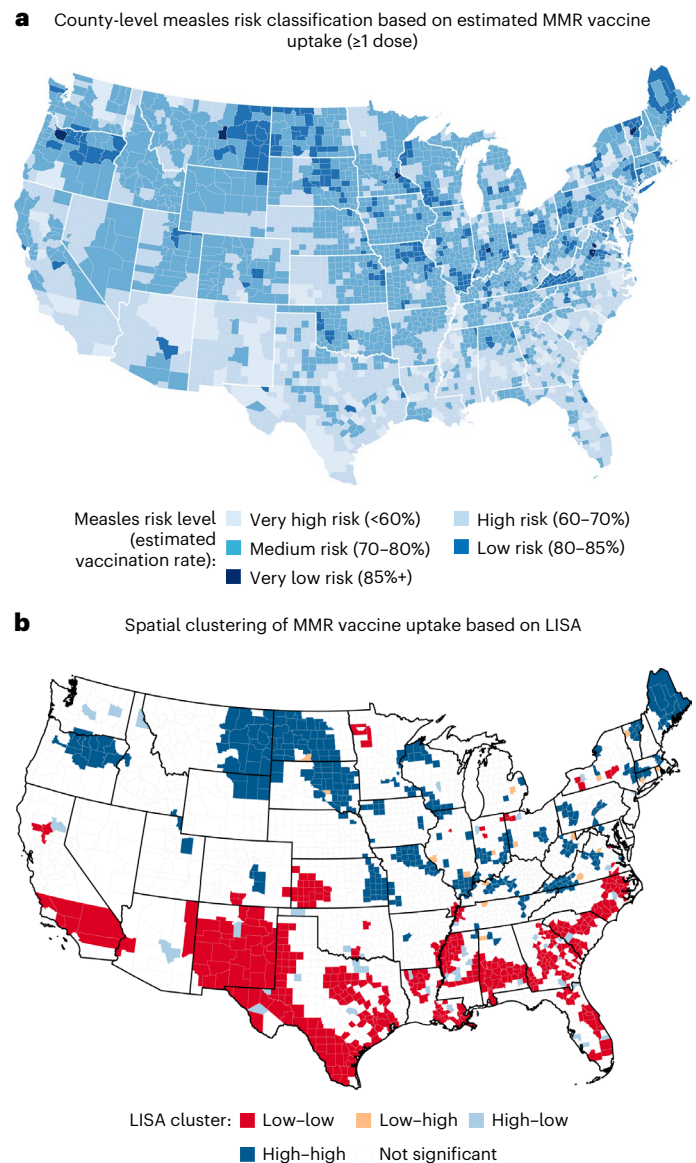 a County-level measles risk classification based on estimated MMR vaccine
uptake (≥1 dose)
Measles risk level
(estimated
vaccination rate):
Very high risk (<60%) High risk (60–70%)
Medium risk (70–80%) Low risk (80–85%)
Very low risk (85%+)
b Spatial clustering of MMR vaccine uptake based on LISA
LISA cluster: Low–low Low–high High–low
High–high Not significant